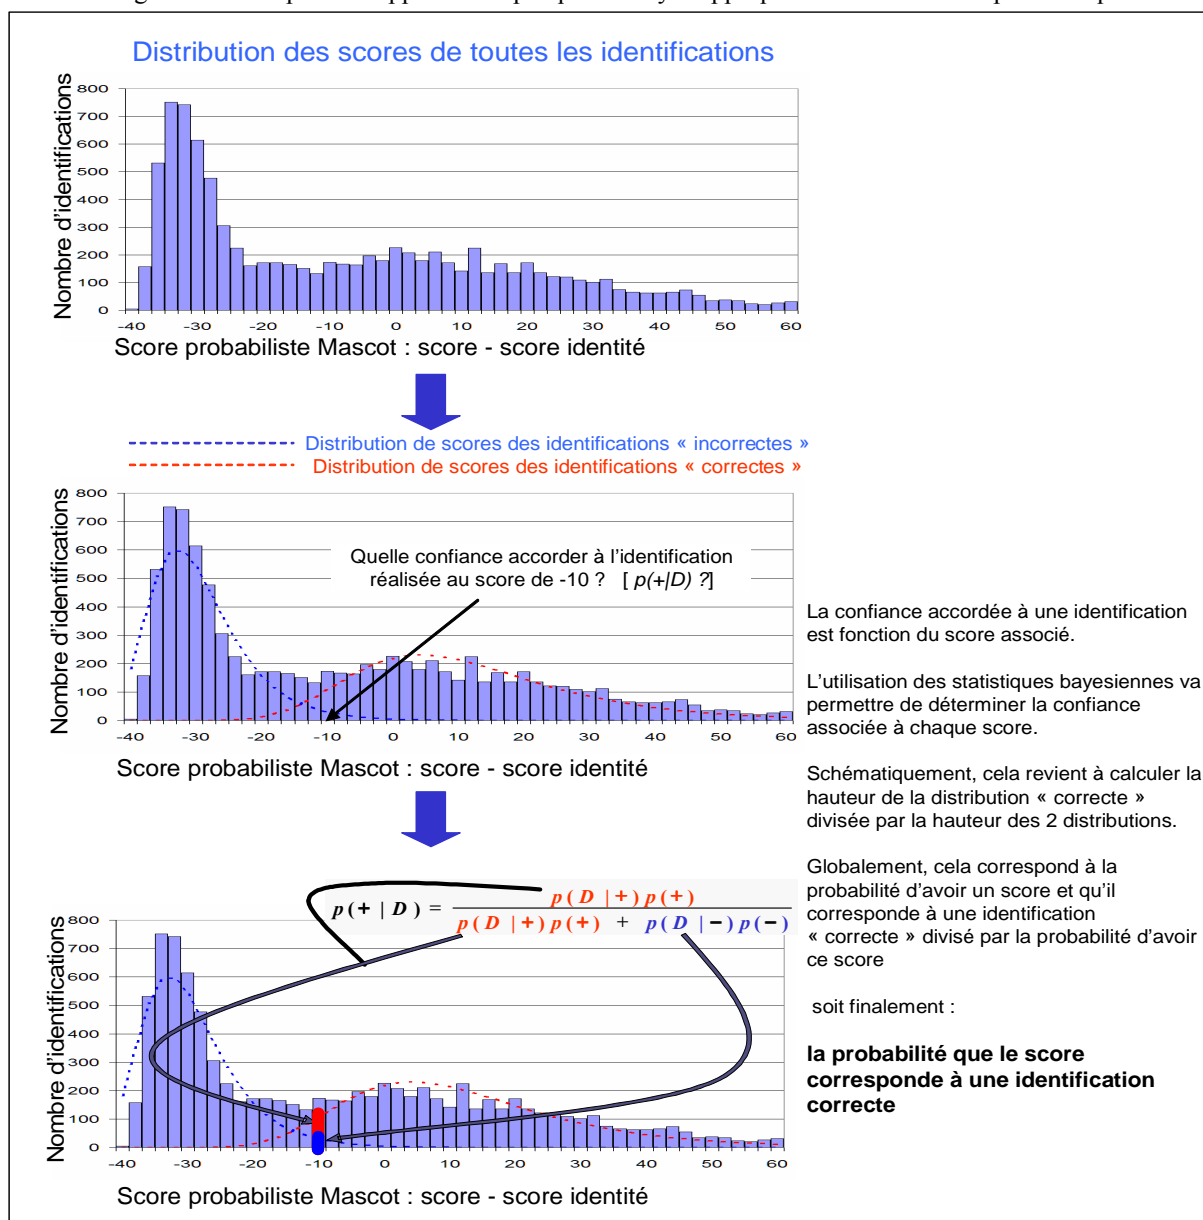 Distribution des scores de toutes les identifications
Nombre d'identifications
800
700
600
500
400
300
200
100
0
-40 -30 -20 -10 0 10 20 30 40 50 60
Score probabiliste Mascot : score - score identité
Distribution de scores des identifications « incorrectes »
Distribution de scores des identifications « correctes »
Nombre d'identifications
800
700
600
500
400
300
200
100
0
Quelle confiance accorder à l'identification
réalisée au score de -10 ? [ p(+|D) ?]
-40 -30 -20 -10 0 10 20 30 40 50 60
Score probabiliste Mascot : score - score identité
La confiance accordée à une identification
est fonction du score associé.
L'utilisation des statistiques bayesiennes va
permettre de déterminer la confiance
associée à chaque score.
Schématiquement, cela revient à calculer la
hauteur de la distribution « correcte »
divisée par la hauteur des 2 distributions.
Globalement, cela correspond à la
probabilité d'avoir un score et qu'il
corresponde à une identification
« correcte » divisé par la probabilité d'avoir
ce score
soit finalement :
la probabilité que le score
corresponde à une identification
correcte
p(D|+)p(+)
p(+|D) =
p(D|+)p(+) + p(D|−)p(−)
Nombre d'identifications
800
700
600
500
400
300
200
100
0
-40 -30 -20 -10 0 10 20 30 40 50 60
Score probabiliste Mascot : score - score identité